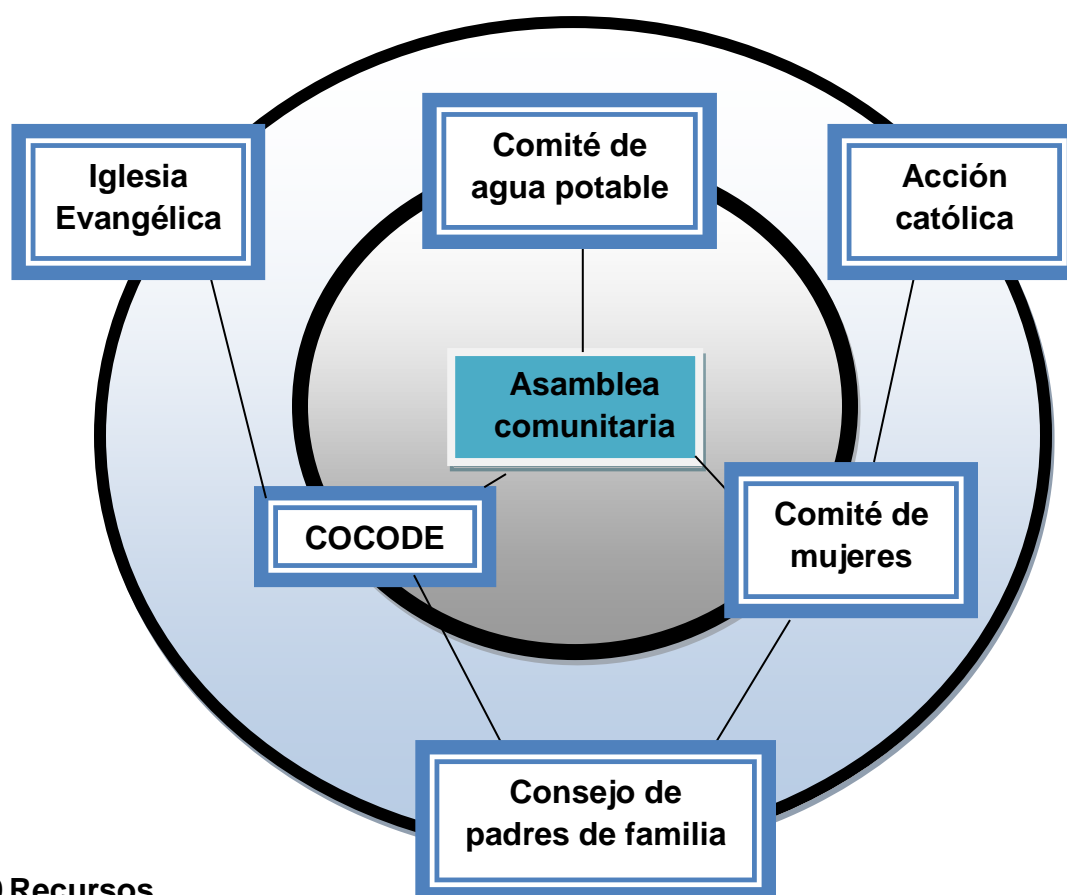 Iglesia
Evangélica
Comité de
agua potable
Acción
católica
Asamblea
comunitaria
COCODE
Comité de
mujeres
Consejo de
padres de familia
Recursos